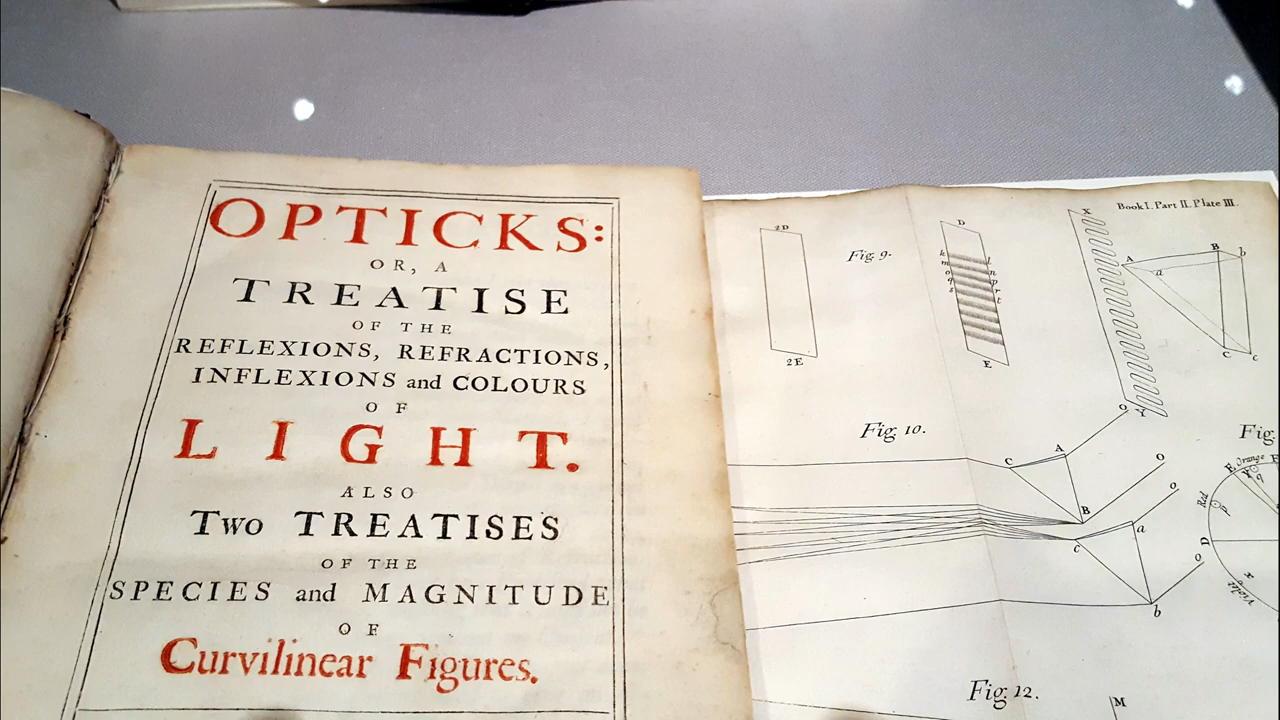 OPTICKS:
OR, A
TREATISE
OF THE
REFLEXIONS, REFRACTIONS,
INFLEXIONS and COLOURS
OF
LIGHT.
ALSO
Two TREATISES
OF THE
SPECIES and MAGNITUDE
OF
Curvilinear Figures.
Book I. Part II. Plate III.
2D
Fig. 9.
D
X
2E
E
A
a
B
b
C
c
O
Y
Fig. 10.
C
A
O
B
O
c
a
O
b
Fig.
E
Orange
F
Red
p
q
D
x
Violet
Fig. 12.
M